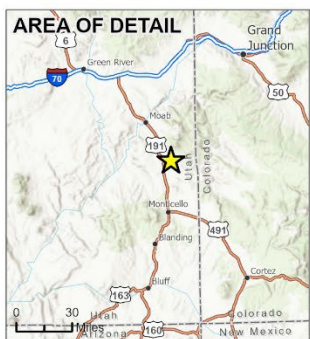 AREA OF DETAIL
6
Grand
Junction
Green River
70
50
Moab
191
Utah
Colorado
Monticello
491
Blanding
Cortez
Bluff
163
Utah
Colorado
0 30
Miles
Arizona
160
New Mexico